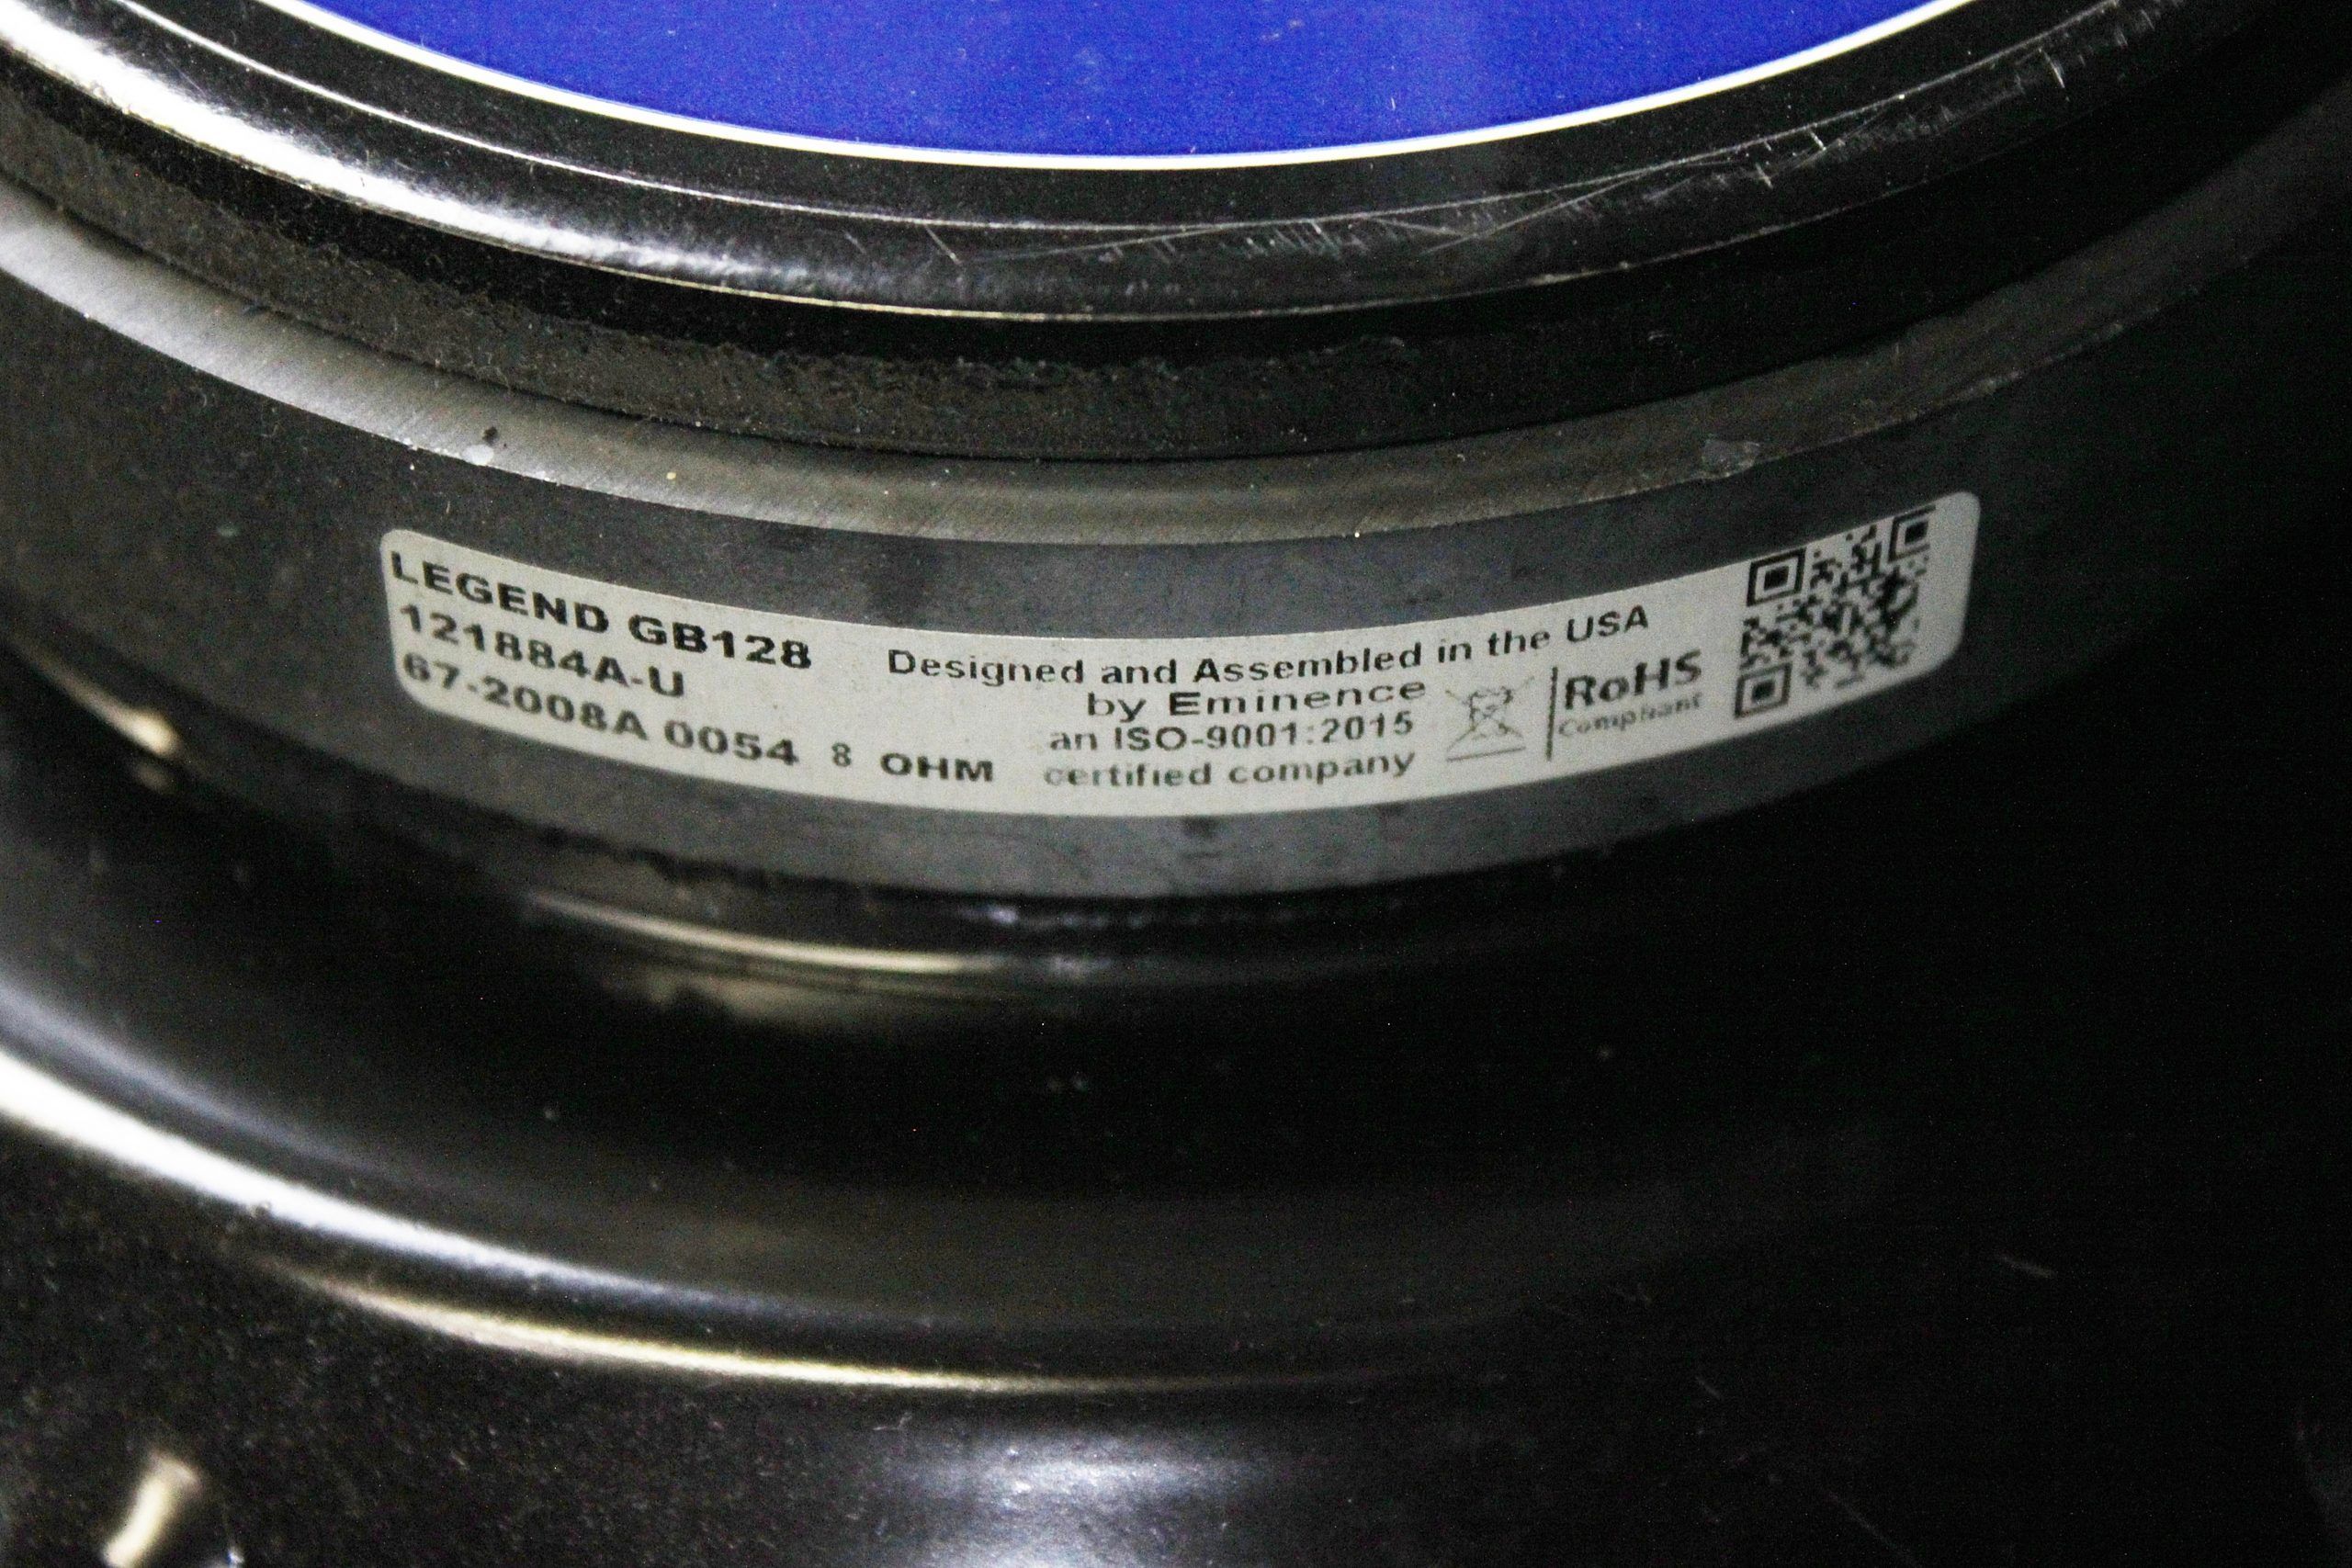 LEGEND GB128
121884A-U
67-2008A 0054 8 OHM
Designed and Assembled in the USA
by Eminence
an ISO-9001:2015
certified company
RoHS
Compliant